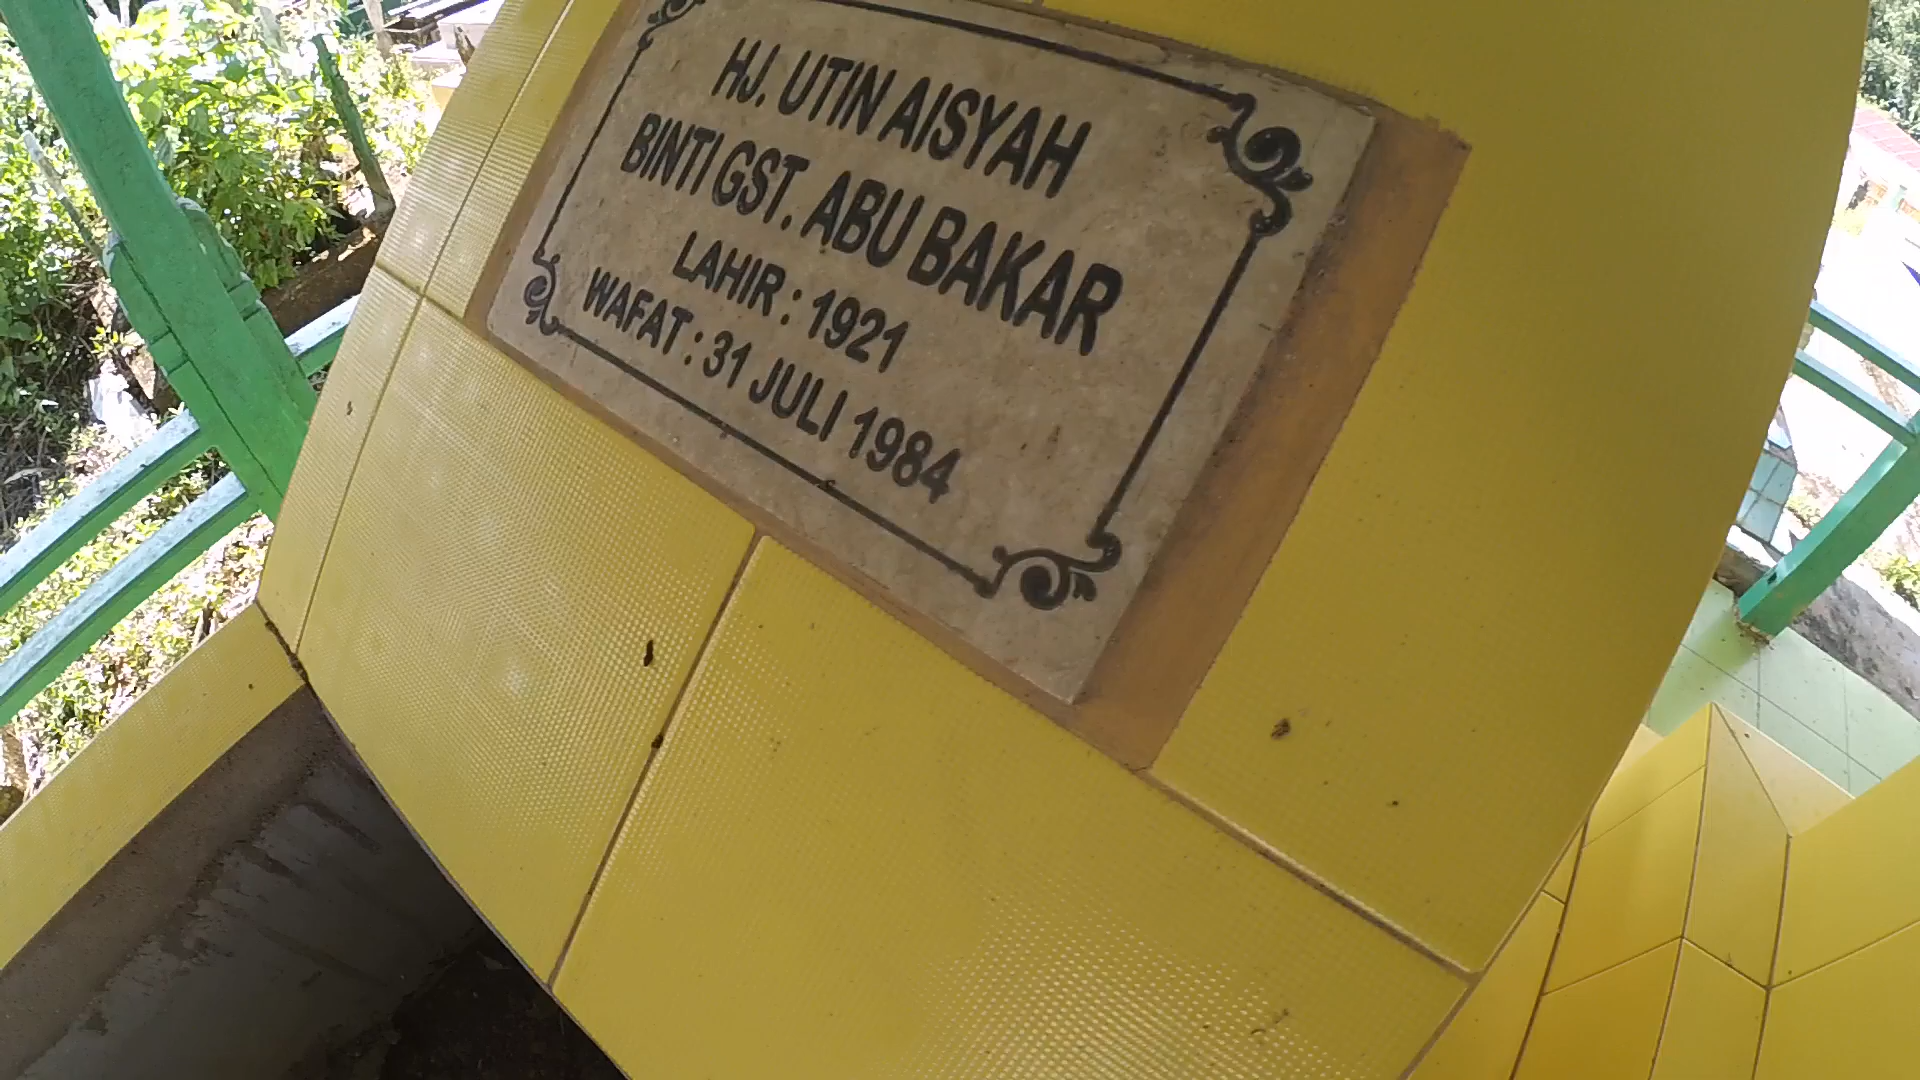 HJ. UTIN AISYAH
BINTI GST. ABU BAKAR
LAHIR : 1921
WAFAT : 31 JULI 1984